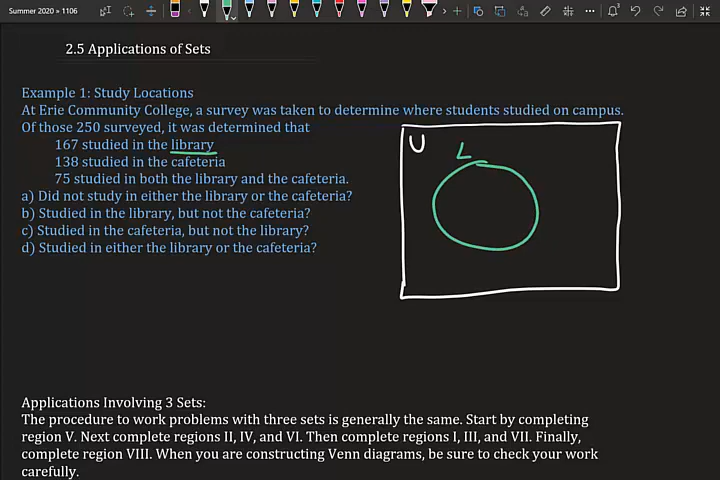 Summer 2020 » 1106
2.5 Applications of Sets
Example 1: Study Locations
At Erie Community College, a survey was taken to determine where students studied on campus.
Of those 250 surveyed, it was determined that
167 studied in the library
138 studied in the cafeteria
75 studied in both the library and the cafeteria.
a) Did not study in either the library or the cafeteria?
b) Studied in the library, but not the cafeteria?
c) Studied in the cafeteria, but not the library?
d) Studied in either the library or the cafeteria?
U
L
Applications Involving 3 Sets:
The procedure to work problems with three sets is generally the same. Start by completing
region V. Next complete regions II, IV, and VI. Then complete regions I, III, and VII. Finally,
complete region VIII. When you are constructing Venn diagrams, be sure to check your work
carefully.